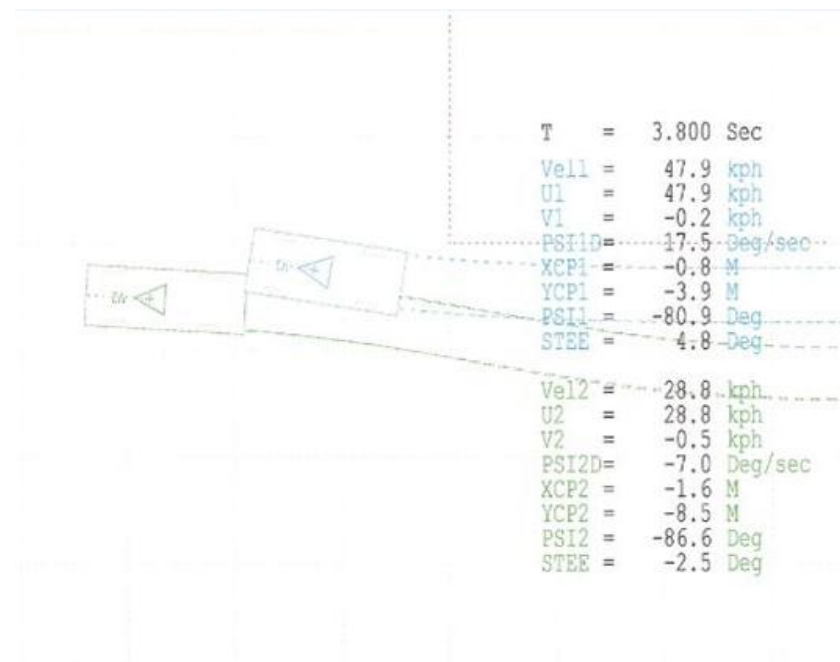 T = 3.800 Sec
Vel1 = 47.9 kph
U1 = 47.9 kph
V1 = -0.2 kph
PSI1D= 17.5 Deg/sec
XCP1 = -0.8 M
YCP1 = -3.9 M
PSI1 = -80.9 Deg
STEE = 4.8 Deg
Vel2 = 28.8 kph
U2 = 28.8 kph
V2 = -0.5 kph
PSI2D= -7.0 Deg/sec
XCP2 = -1.6 M
YCP2 = -8.5 M
PSI2 = -86.6 Deg
STEE = -2.5 Deg